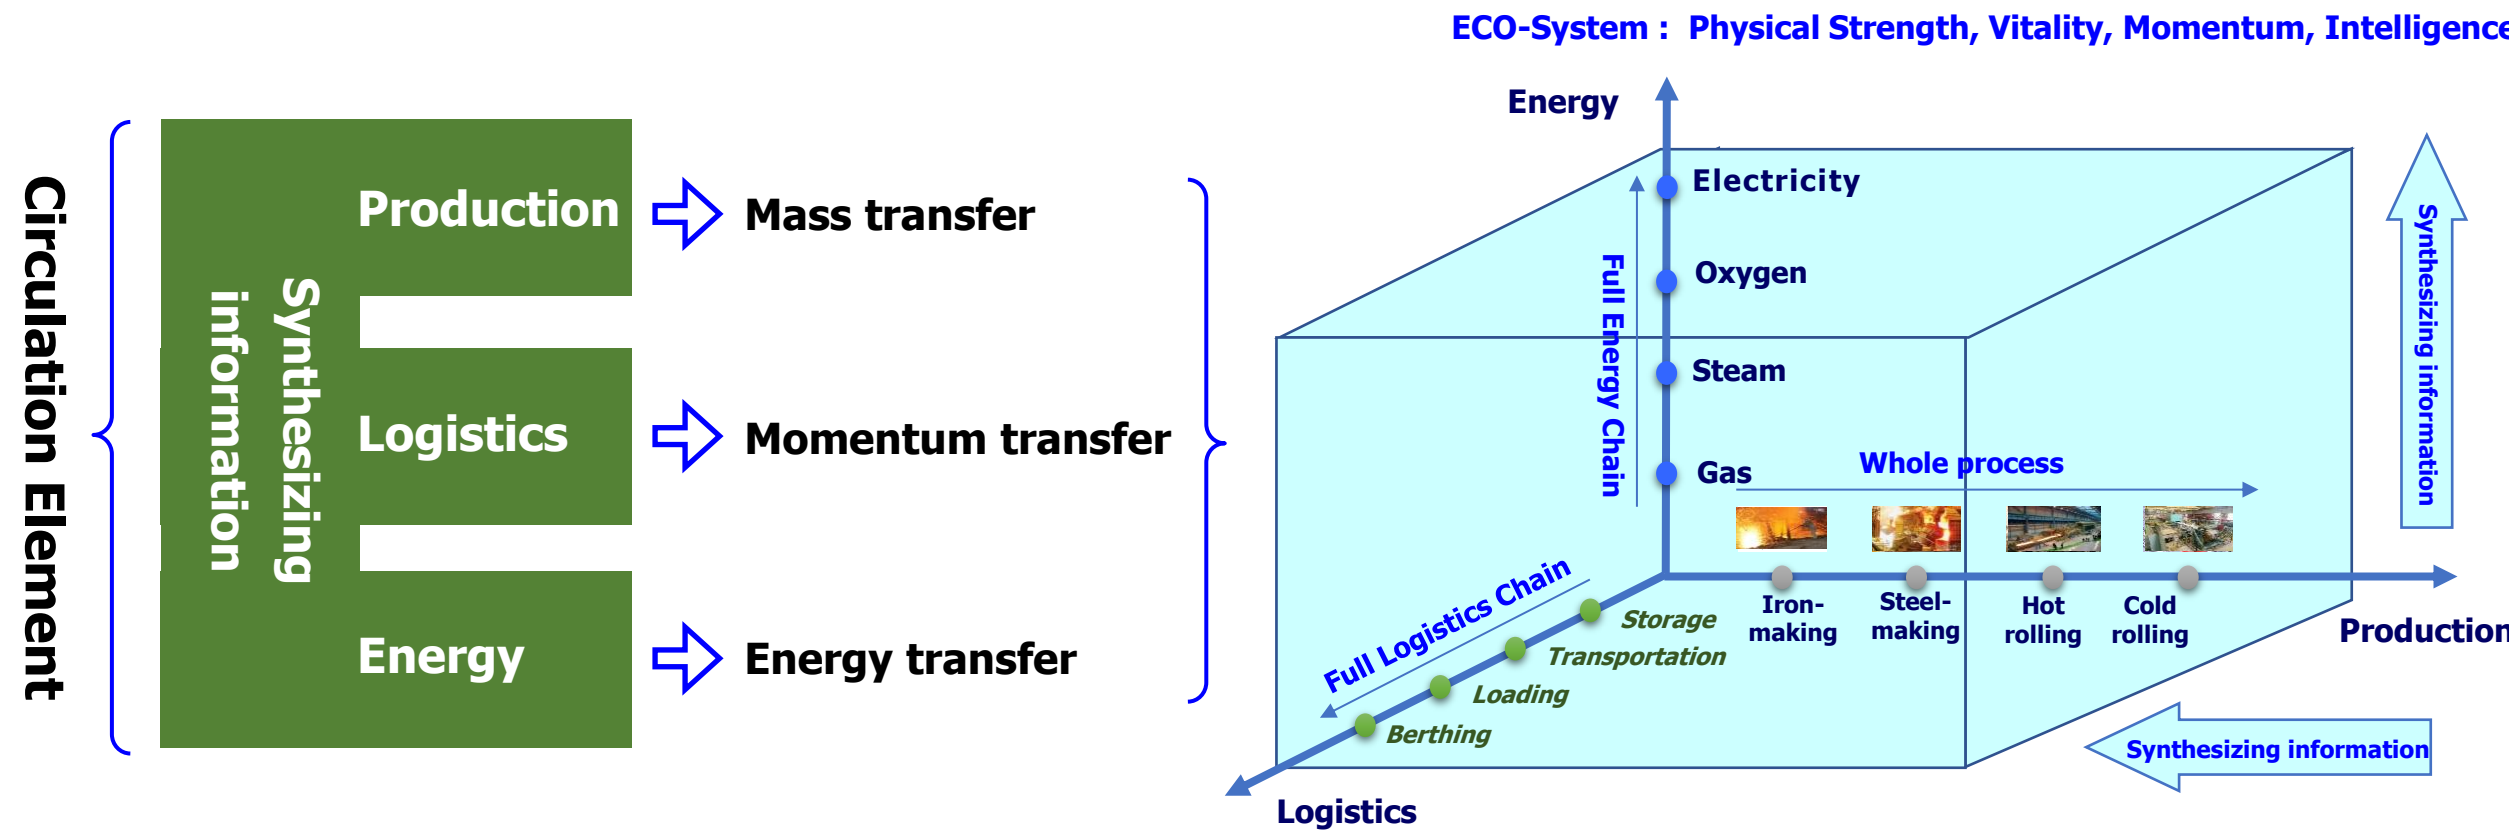 ECO-System : Physical Strength, Vitality, Momentum, Intelligence
Circulation Element
Synthesizing
information
Production
Logistics
Energy
Mass transfer
Momentum transfer
Energy transfer
Energy
Electricity
Oxygen
Steam
Gas
Full Energy Chain
Whole process
Iron-
making
Steel-
making
Hot
rolling
Cold
rolling
Production
Full Logistics Chain
Storage
Transportation
Loading
Berthing
Logistics
Synthesizing information
Synthesizing information